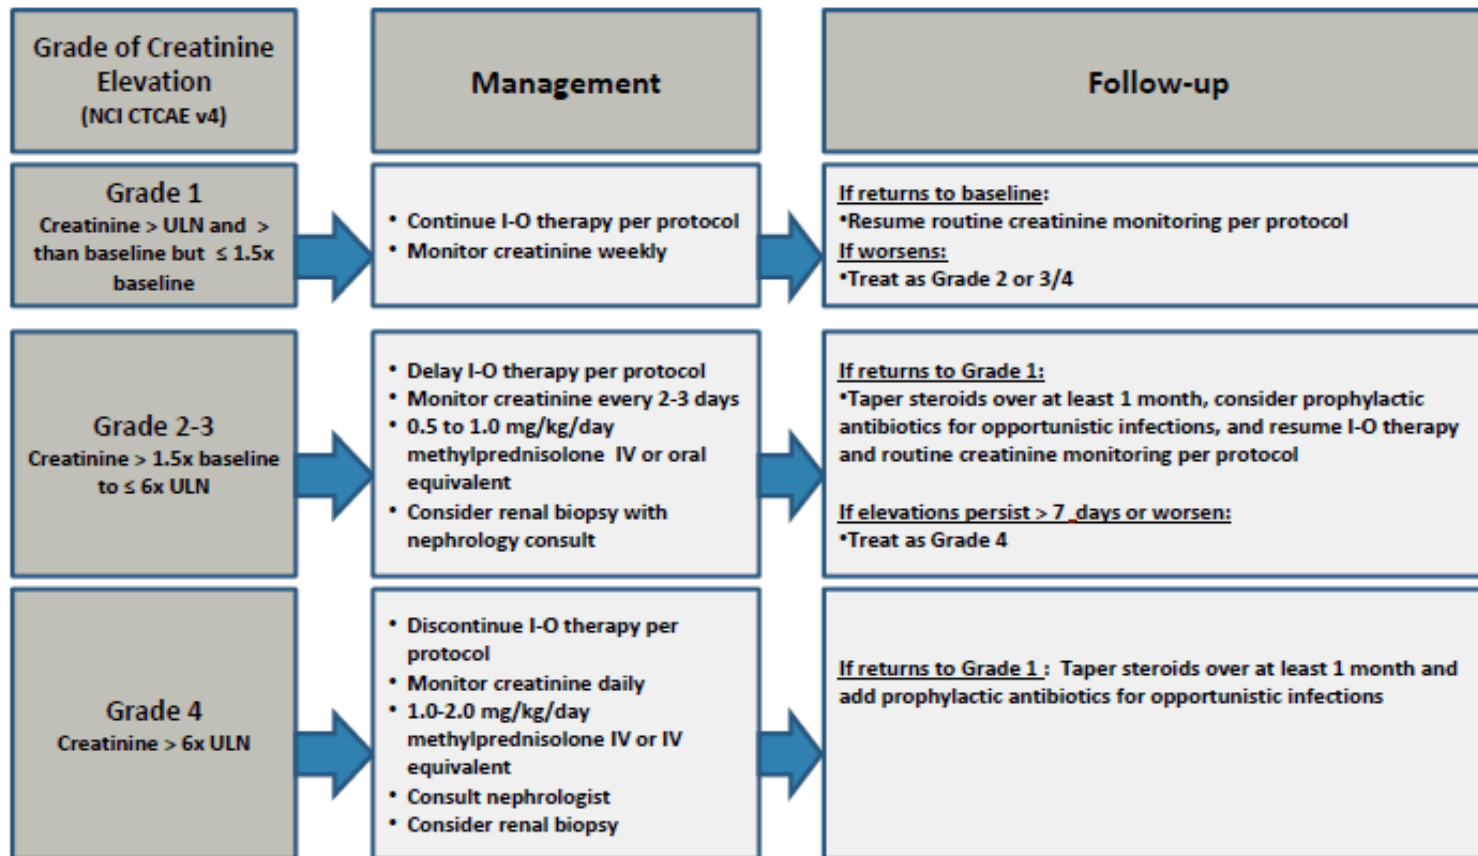 Grade of Creatinine
Elevation
(NCI CTCAE v4)
Management
Follow-up
Grade 1
Creatinine > ULN and >
than baseline but ≤ 1.5x
baseline
• Continue I-O therapy per protocol
• Monitor creatinine weekly
If returns to baseline:
•Resume routine creatinine monitoring per protocol
If worsens:
•Treat as Grade 2 or 3/4
Grade 2-3
Creatinine > 1.5x baseline
to ≤ 6x ULN
• Delay I-O therapy per protocol
• Monitor creatinine every 2-3 days
• 0.5 to 1.0 mg/kg/day
methylprednisolone IV or oral
equivalent
• Consider renal biopsy with
nephrology consult
If returns to Grade 1:
•Taper steroids over at least 1 month, consider prophylactic
antibiotics for opportunistic infections, and resume I-O therapy
and routine creatinine monitoring per protocol
If elevations persist > 7 days or worsen:
•Treat as Grade 4
Grade 4
Creatinine > 6x ULN
• Discontinue I-O therapy per
protocol
• Monitor creatinine daily
• 1.0-2.0 mg/kg/day
methylprednisolone IV or IV
equivalent
• Consult nephrologist
• Consider renal biopsy
If returns to Grade 1 : Taper steroids over at least 1 month and
add prophylactic antibiotics for opportunistic infections